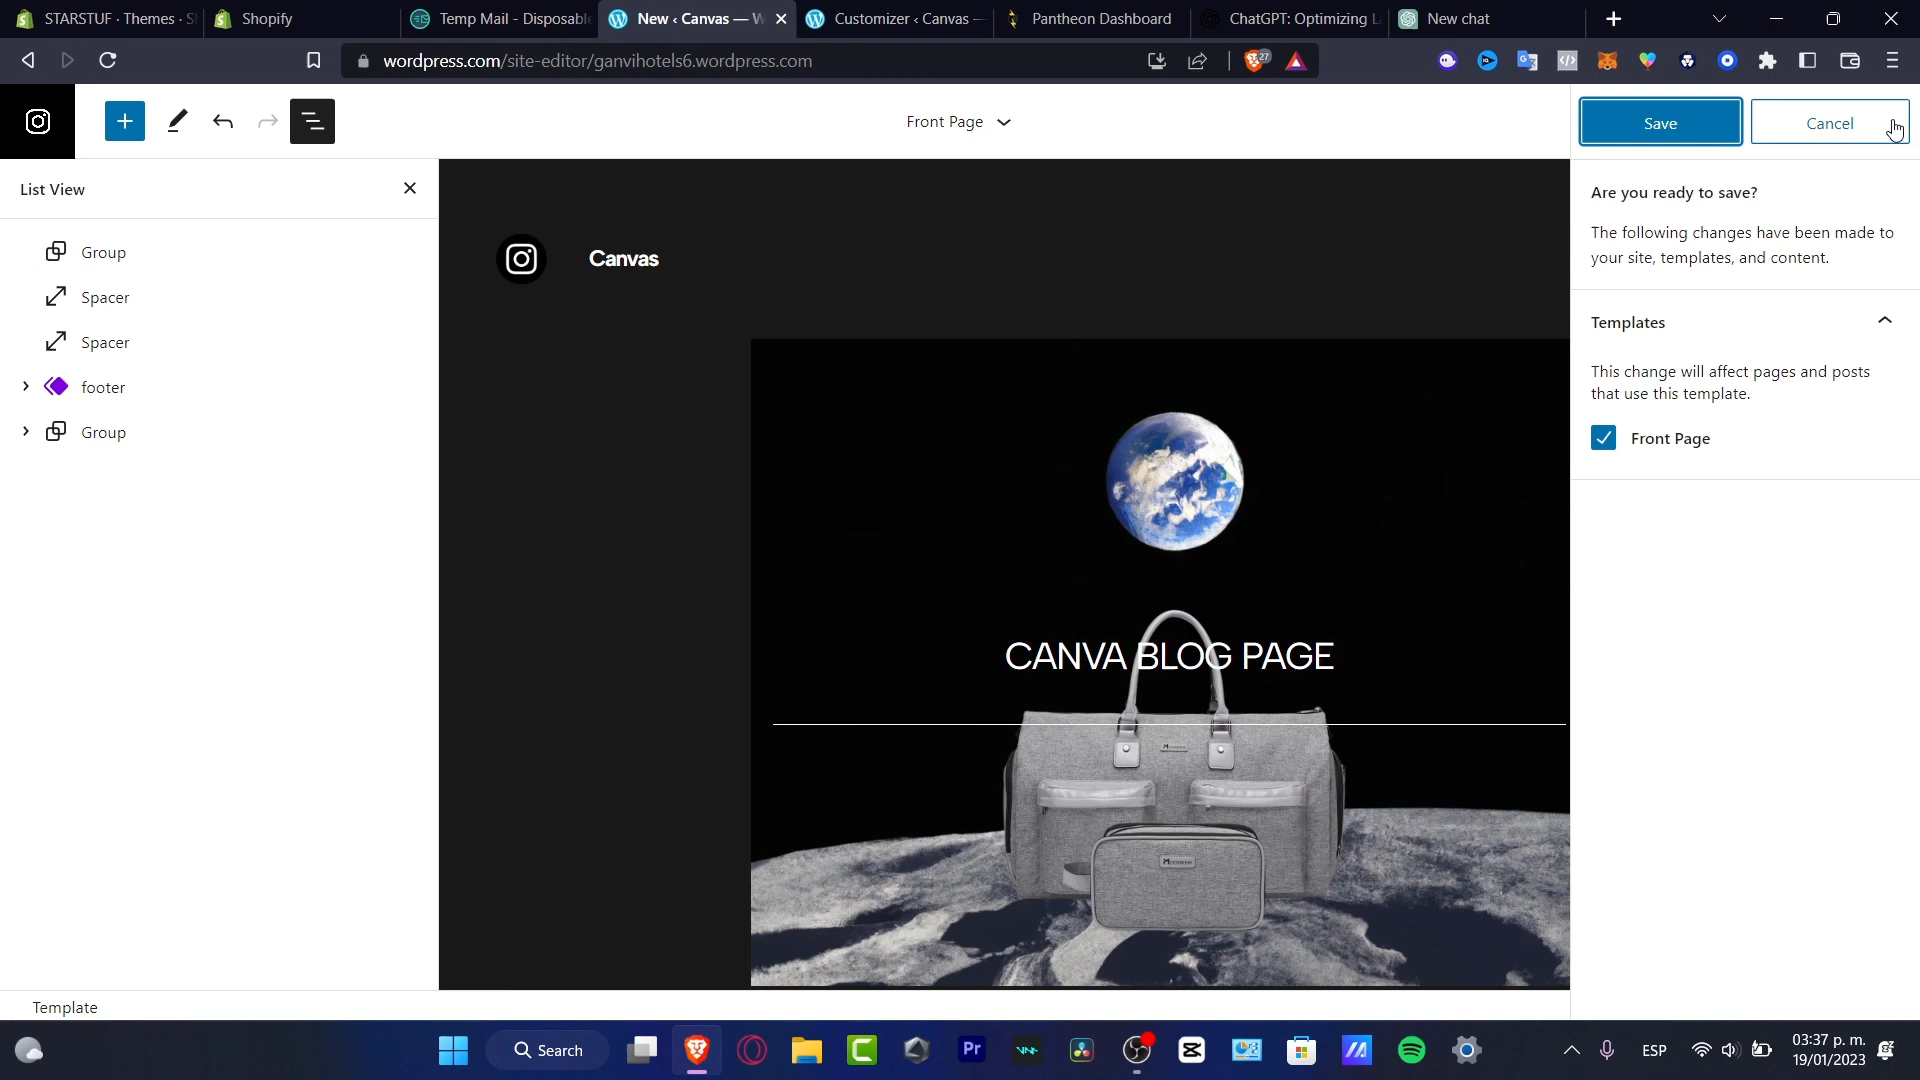 STARSTUF · Themes · S
Shopify
Temp Mail - Disposable
New ‹ Canvas — W
Customizer ‹ Canvas —
Pantheon Dashboard
ChatGPT: Optimizing L
New chat
wordpress.com/site-editor/ganvihotels6.wordpress.com
27
Front Page
Save
Cancel
List View
Group
Spacer
Spacer
footer
Group
Canvas
CANVA BLOG PAGE
Are you ready to save?
The following changes have been made to
your site, templates, and content.
Templates
This change will affect pages and posts
that use this template.
Front Page
Template
Search
Pr
ESP
03:37 p. m.
19/01/2023